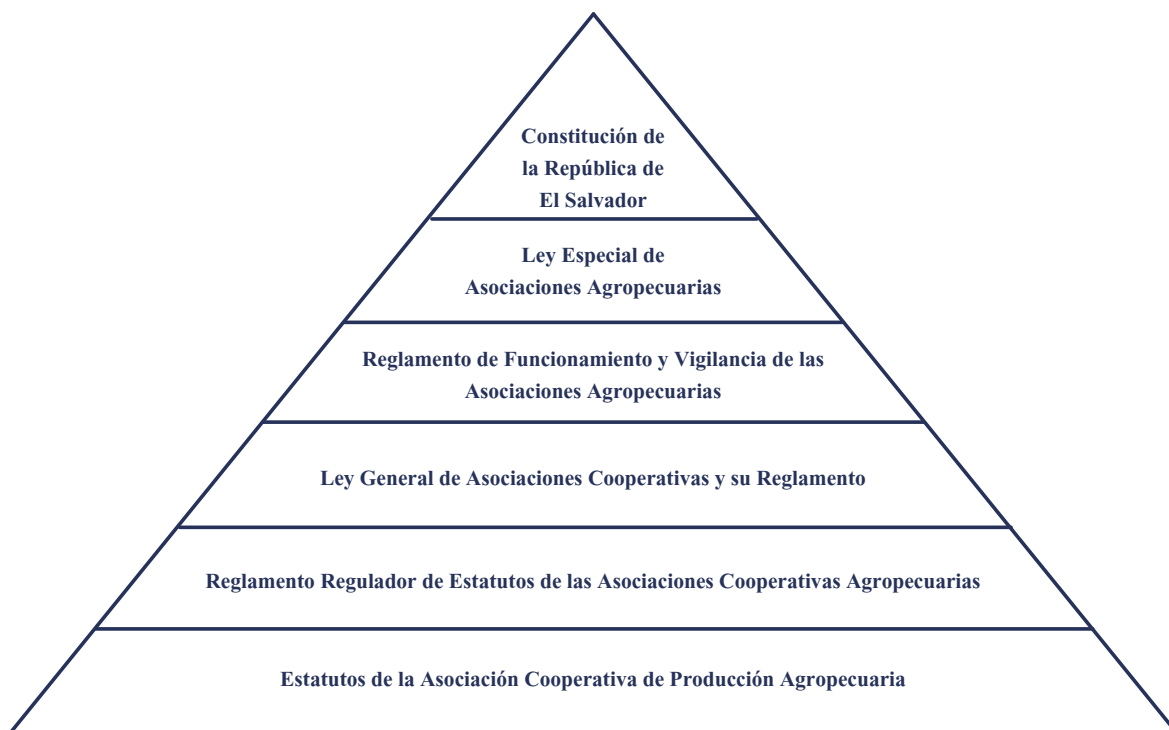 Constitución de
la República de
El Salvador
Ley Especial de
Asociaciones Agropecuarias
Reglamento de Funcionamiento y Vigilancia de las
Asociaciones Agropecuarias
Ley General de Asociaciones Cooperativas y su Reglamento
Reglamento Regulador de Estatutos de las Asociaciones Cooperativas Agropecuarias
Estatutos de la Asociación Cooperativa de Producción Agropecuaria